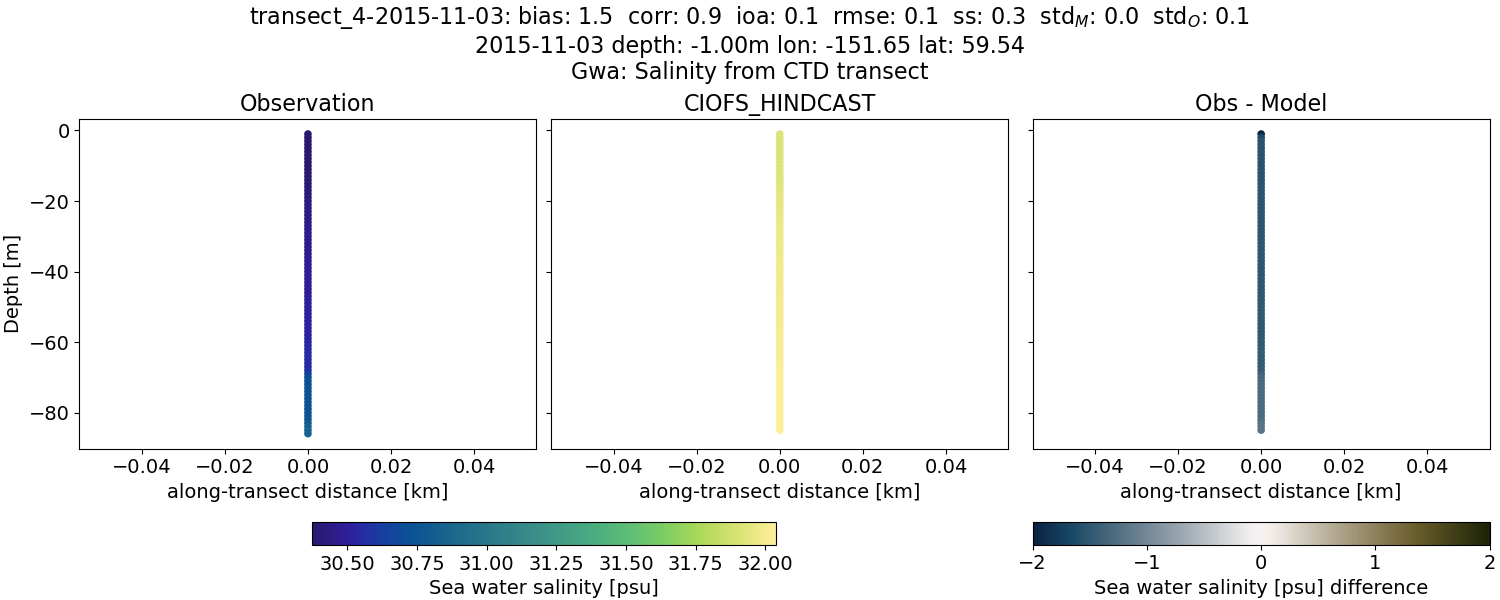 transect_4-2015-11-03: bias: 1.5  corr: 0.9  ioa: 0.1  rmse: 0.1  ss: 0.3  std_M: 0.0  std_O: 0.1
2015-11-03 depth: -1.00m lon: -151.65 lat: 59.54
Gwa: Salinity from CTD transect
Observation CIOFS_HINDCAST Obs - Model
Depth [m]
0
−20
−40
−60
−80
−0.04 −0.02 0.00 0.02 0.04 −0.04 −0.02 0.00 0.02 0.04 −0.04 −0.02 0.00 0.02 0.04
along-transect distance [km] along-transect distance [km] along-transect distance [km]
30.50 30.75 31.00 31.25 31.50 31.75 32.00 −2 −1 0 1 2
Sea water salinity [psu] Sea water salinity [psu] difference